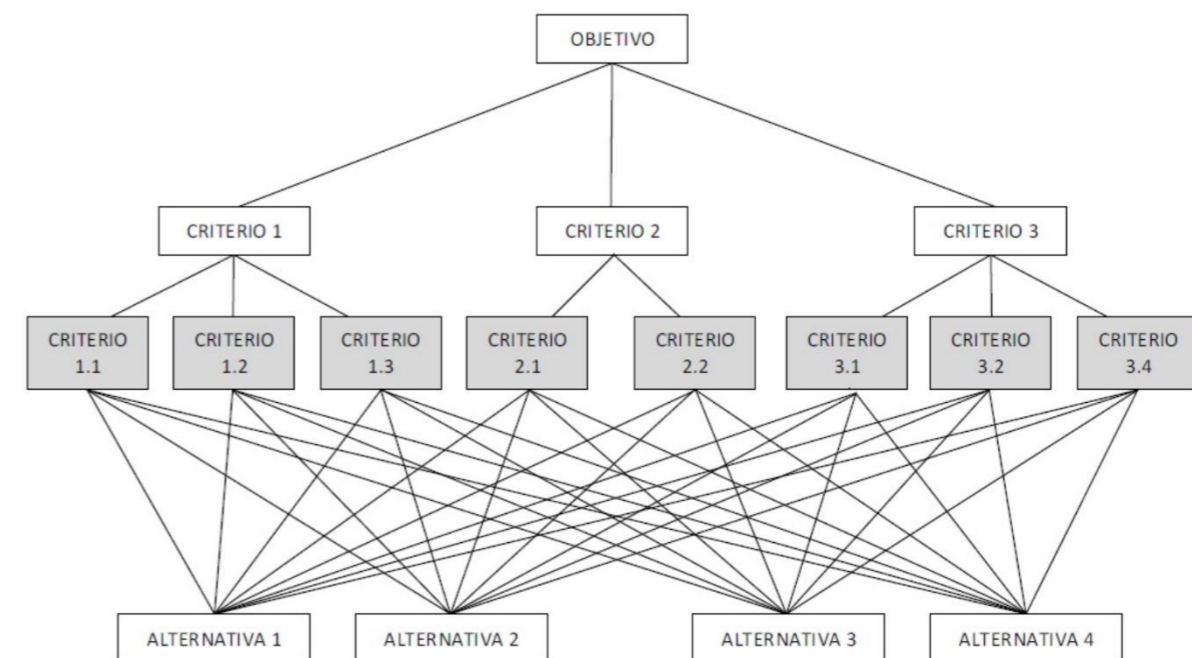 OBJETIVO
CRITERIO 1
CRITERIO 2
CRITERIO 3
CRITERIO
1.1
CRITERIO
1.2
CRITERIO
1.3
CRITERIO
2.1
CRITERIO
2.2
CRITERIO
3.1
CRITERIO
3.2
CRITERIO
3.4
ALTERNATIVA 1
ALTERNATIVA 2
ALTERNATIVA 3
ALTERNATIVA 4